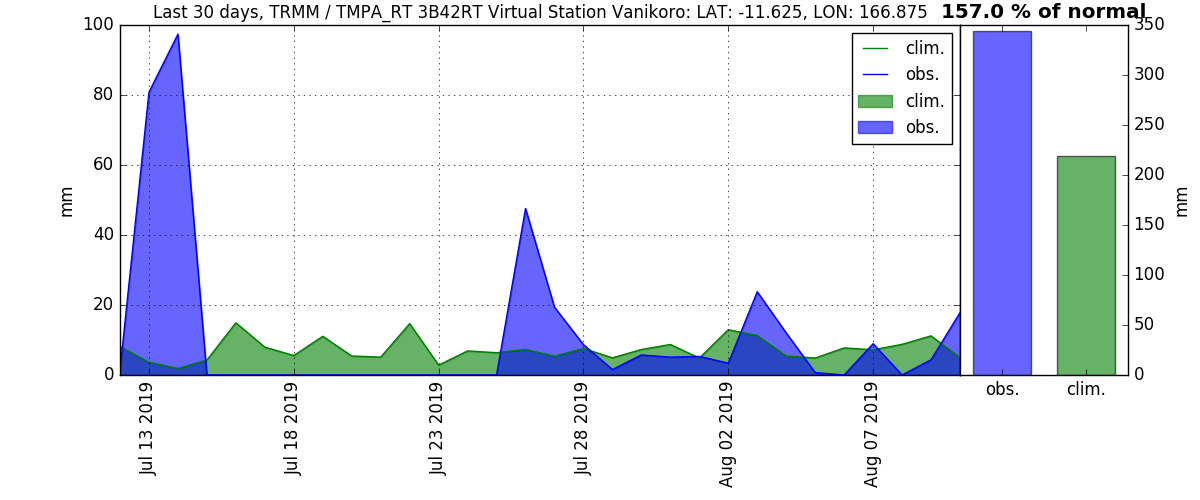 Last 30 days, TRMM / TMPA_RT 3B42RT Virtual Station Vanikoro: LAT: -11.625, LON: 166.875 157.0 % of normal
100
80
60
40
20
0
mm
clim.
obs.
clim.
obs.
Jul 13 2019
Jul 18 2019
Jul 23 2019
Jul 28 2019
Aug 02 2019
Aug 07 2019
350
300
250
200
150
100
50
0
mm
obs. clim.